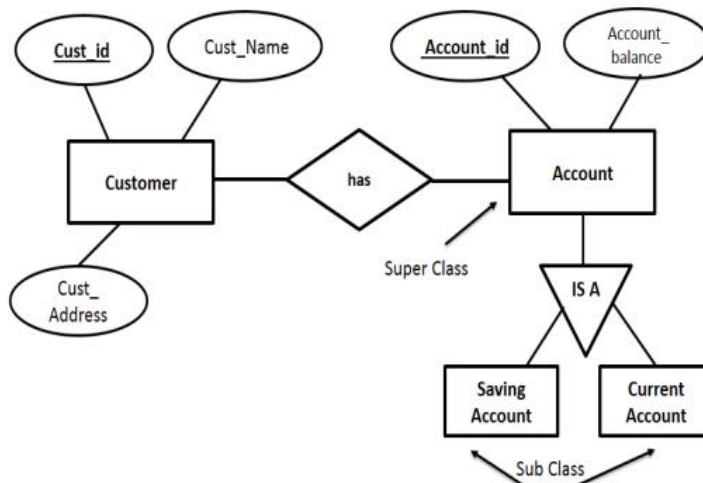 Cust_id
Cust_Name
Account_id
Account_
balance
Customer
has
Account
Super Class
Cust_
Address
IS A
Saving
Account
Current
Account
Sub Class